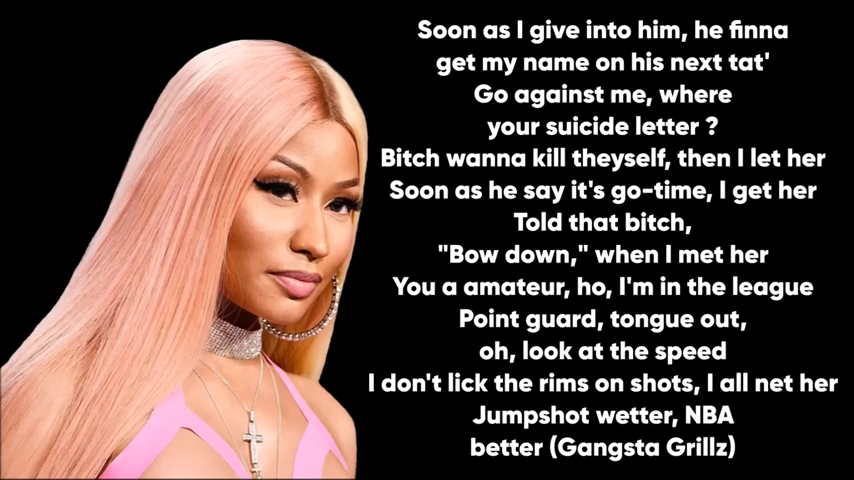 Soon as I give into him, he finna
get my name on his next tat'
Go against me, where
your suicide letter ?
Bitch wanna kill theyself, then I let her
Soon as he say it's go-time, I get her
Told that bitch,
"Bow down," when I met her
You a amateur, ho, I'm in the league
Point guard, tongue out,
oh, look at the speed
I don't lick the rims on shots, I all net her
Jumpshot wetter, NBA
better (Gangsta Grillz)